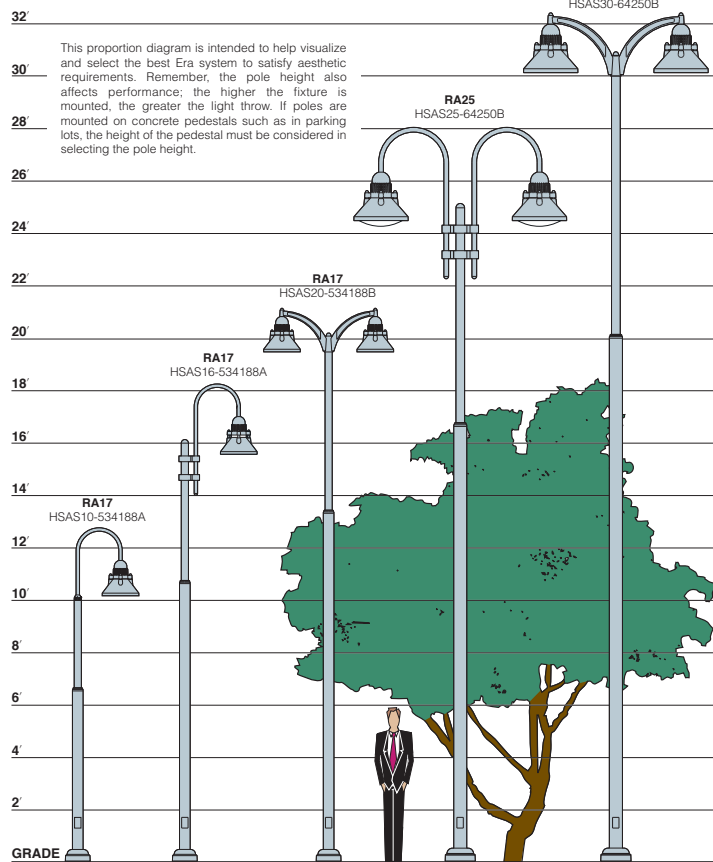 HSAS30-64250B
32′
This proportion diagram is intended to help visualize
and select the best Era system to satisfy aesthetic
requirements. Remember, the pole height also
affects performance; the higher the fixture is
mounted, the greater the light throw. If poles are
mounted on concrete pedestals such as in parking
lots, the height of the pedestal must be considered in
selecting the pole height.
30′
RA25
HSAS25-64250B
28′
26′
24′
22′
RA17
HSAS20-534188B
20′
RA17
HSAS16-534188A
18′
16′
14′
RA17
HSAS10-534188A
12′
10′
8′
6′
4′
2′
GRADE